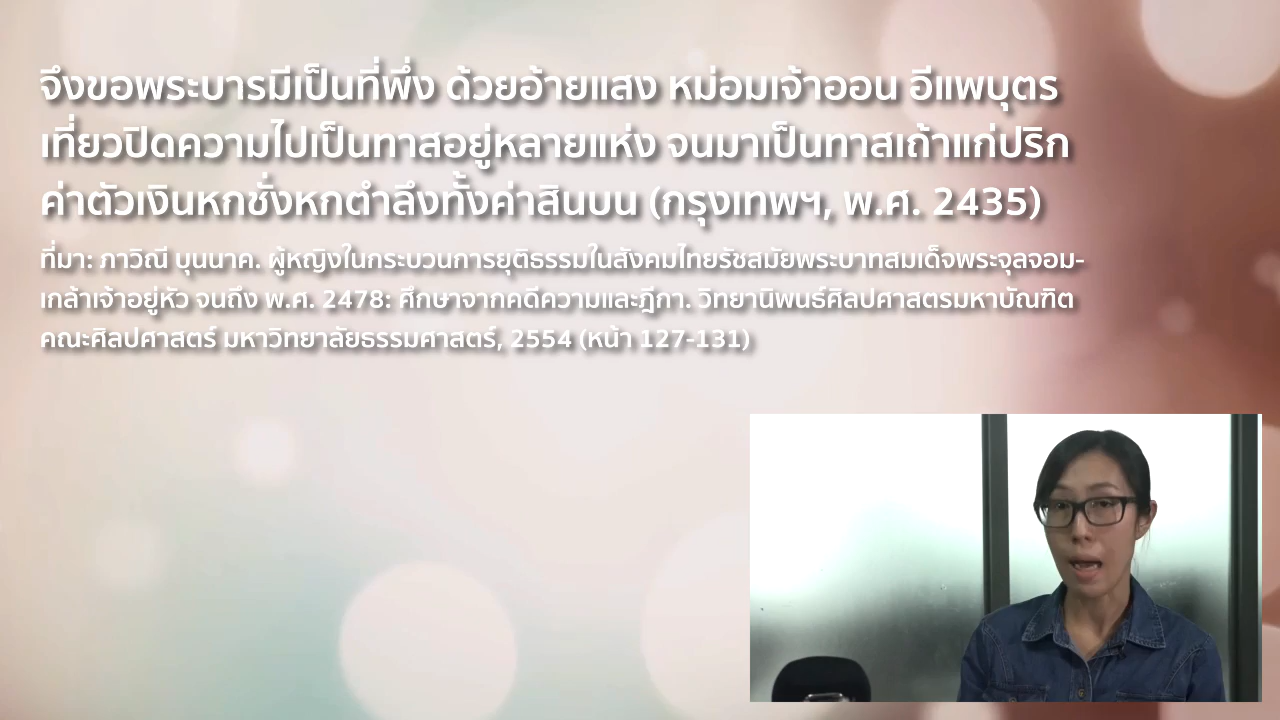 จึงขอพระบารมีเป็นที่พึ่ง ด้วยอ้ายแสง หม่อมเจ้าออน อีแพบุตร
เที่ยวปิดความไปเป็นทาสอยู่หลายแห่ง จนมาเป็นทาสเถ้าแก่ปริก
ค่าตัวเงินหกชั่งหกตำลึงทั้งค่าสินบน (กรุงเทพฯ, พ.ศ. 2435)
ที่มา: ภาวิณี บุนนาค. ผู้หญิงในกระบวนการยุติธรรมในสังคมไทยรัชสมัยพระบาทสมเด็จพระจุลจอม-
เกล้าเจ้าอยู่หัว จนถึง พ.ศ. 2478: ศึกษาจากคดีความและฎีกา. วิทยานิพนธ์ศิลปศาสตรมหาบัณฑิต
คณะศิลปศาสตร์ มหาวิทยาลัยธรรมศาสตร์, 2554 (หน้า 127-131)